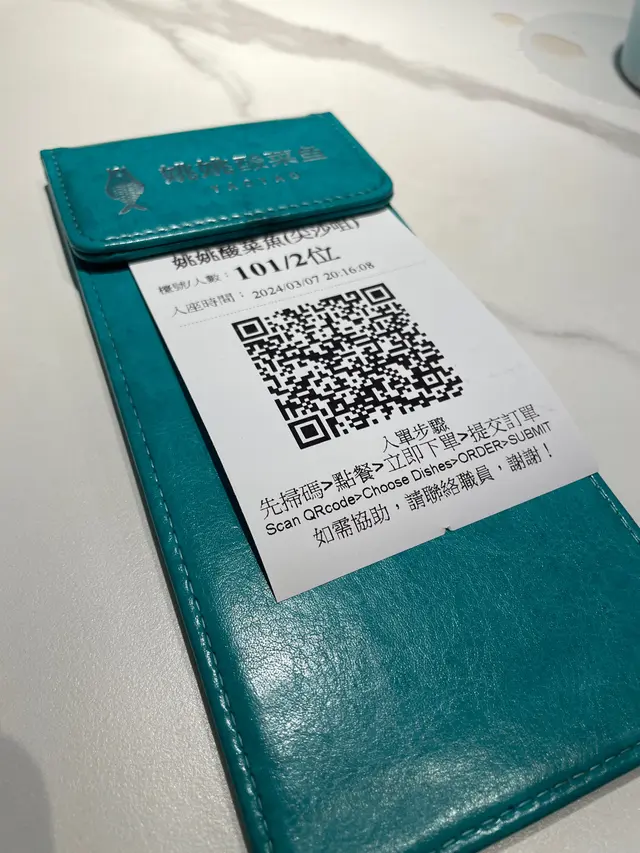 姚姚酸菜魚
YAOYAO
姚姚酸菜魚(尖沙咀)
檯號/人數：101/2位
入座時間： 2024/03/07 20:16:08
入單步驟
先掃碼>點餐>立即下單>提交訂單
Scan QRcode>Choose Dishes>ORDER>SUBMIT
如需協助，請聯絡職員，謝謝！